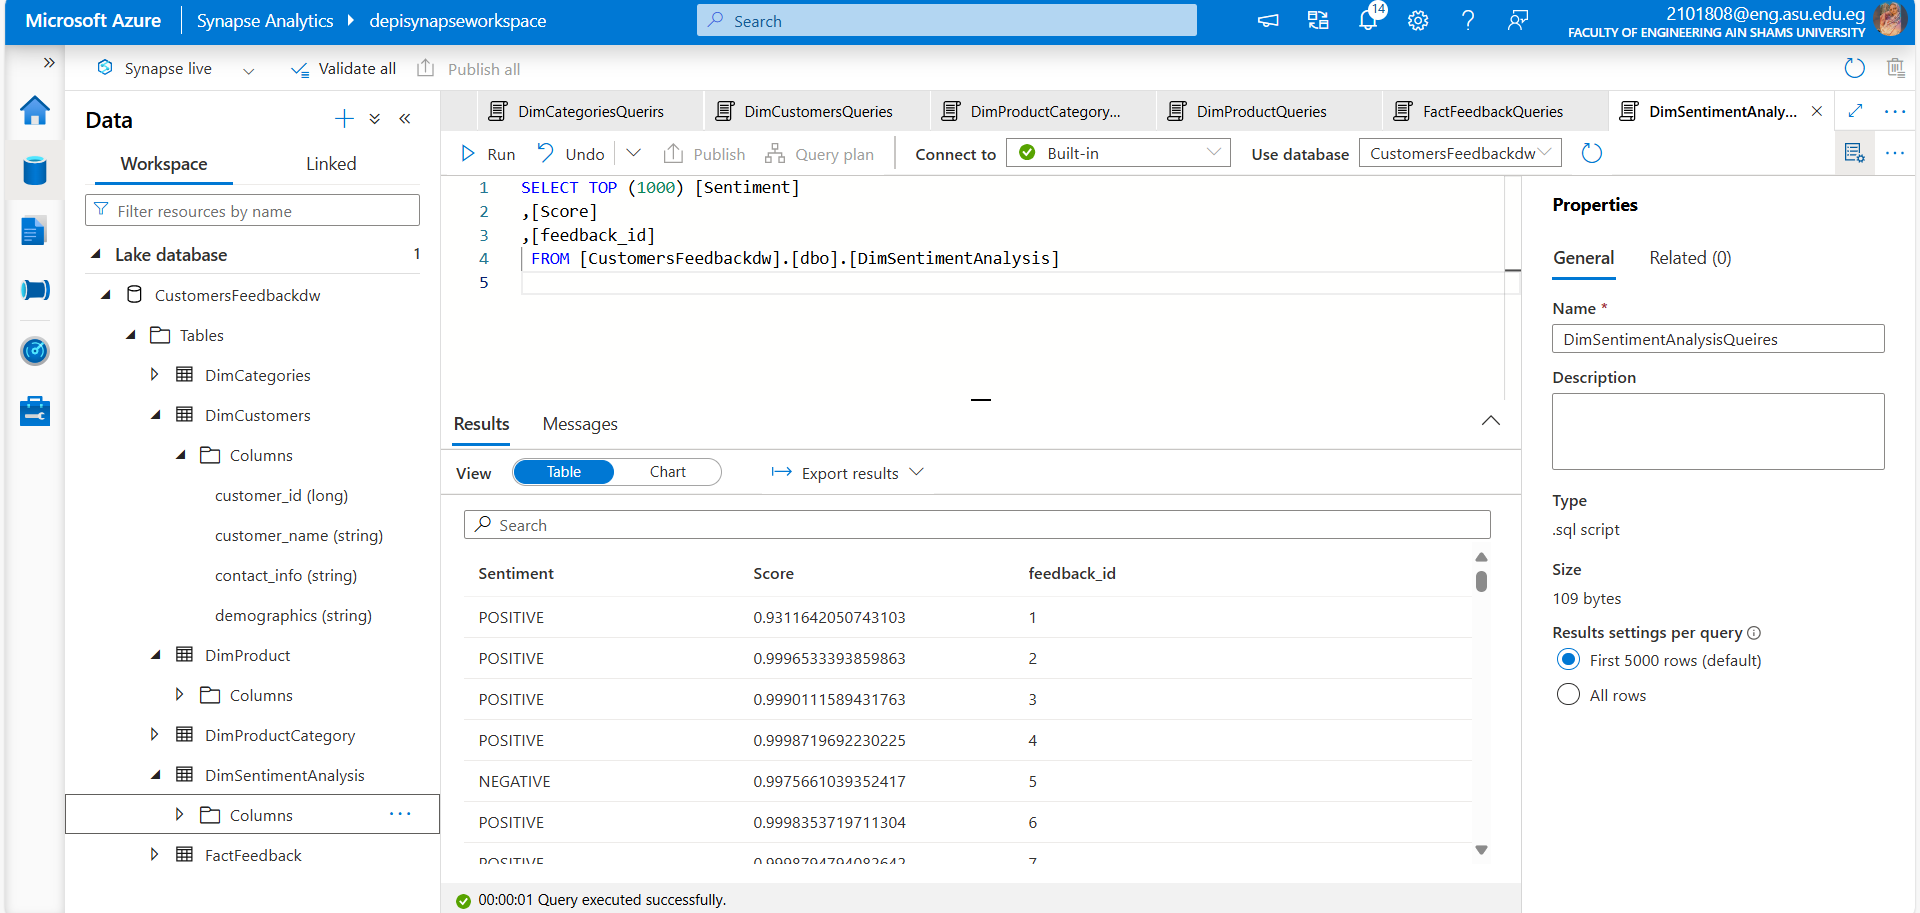 Microsoft Azure
Synapse Analytics
depisynapseworkspace
Search
14
2101808@eng.asu.edu.eg
FACULTY OF ENGINEERING AIN SHAMS UNIVERSITY
Synapse live
Validate all
Publish all
Data
Workspace
Linked
Filter resources by name
Lake database
1
CustomersFeedbackdw
Tables
DimCategories
DimCustomers
Columns
customer_id (long)
customer_name (string)
contact_info (string)
demographics (string)
DimProduct
Columns
DimProductCategory
DimSentimentAnalysis
Columns
FactFeedback
DimCategoriesQuerirs
DimCustomersQueries
DimProductCategory...
DimProductQueries
FactFeedbackQueries
DimSentimentAnaly...
Run
Undo
Publish
Query plan
Connect to
Built-in
Use database
CustomersFeedbackdw
1 SELECT TOP (1000) [Sentiment]
2 ,[Score]
3 ,[feedback_id]
4 FROM [CustomersFeedbackdw].[dbo].[DimSentimentAnalysis]
5
Results
Messages
View
Table
Chart
Export results
Search
Sentiment Score feedback_id
POSITIVE 0.9311642050743103 1
POSITIVE 0.9996533393859863 2
POSITIVE 0.9990111589431763 3
POSITIVE 0.9998719692230225 4
NEGATIVE 0.9975661039352417 5
POSITIVE 0.9998353719711304 6
POSITIVE 0.9998794794082642 7
00:00:01 Query executed successfully.
Properties
General
Related (0)
Name *
DimSentimentAnalysisQueires
Description
Type
.sql script
Size
109 bytes
Results settings per query
First 5000 rows (default)
All rows